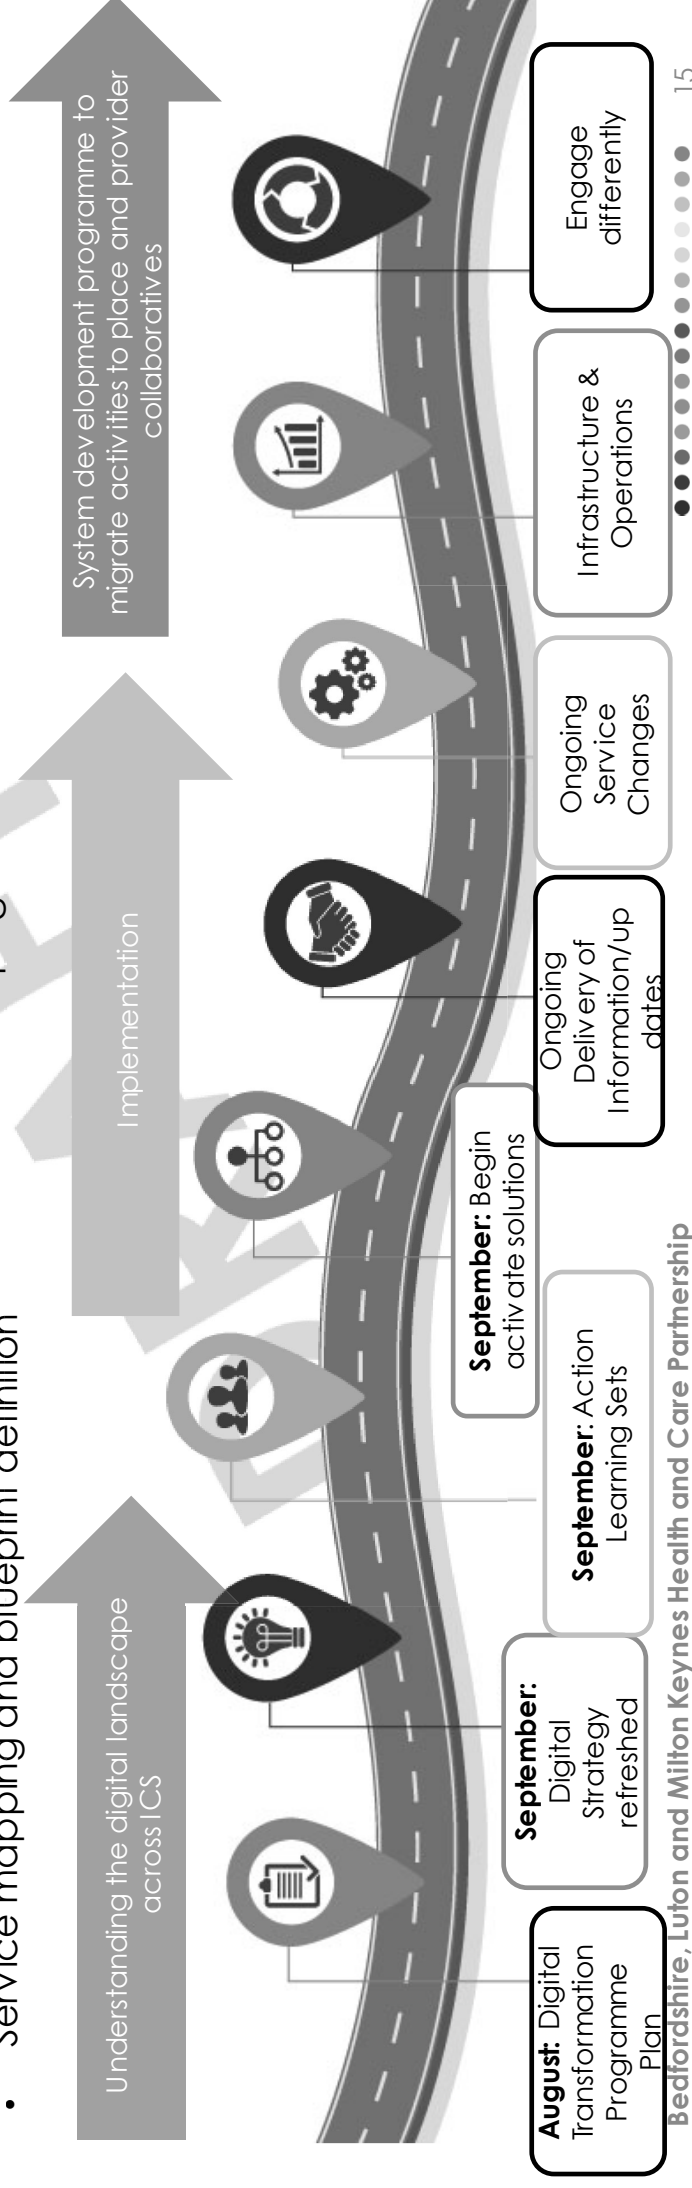 • Service mapping and blueprint definition
Understanding the digital landscape
across ICS
Implementation
System development programme to
migrate activities to place and provider
collaboratives
DRAFT
August: Digital
Transformation
Programme
Plan
September:
Digital
Strategy
refreshed
September: Action
Learning Sets
September: Begin
activate solutions
Ongoing
Delivery of
Information/up
dates
Ongoing
Service
Changes
Infrastructure &
Operations
Engage
differently
Bedfordshire, Luton and Milton Keynes Health and Care Partnership
15